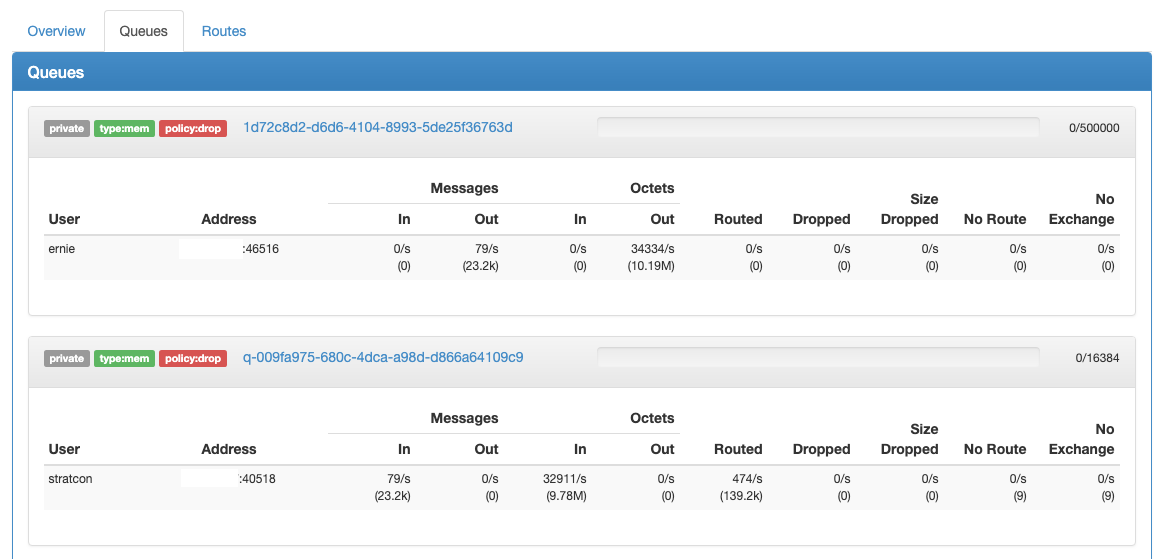 Overview Queues Routes
Queues
private type:mem policy:drop 1d72c8d2-d6d6-4104-8993-5de25f36763d 0/500000
Messages Octets Size No
User Address In Out In Out Routed Dropped Dropped No Route Exchange
ernie :46516 0/s 79/s 0/s 34334/s 0/s 0/s 0/s 0/s 0/s
(0) (23.2k) (0) (10.19M) (0) (0) (0) (0) (0)
private type:mem policy:drop q-009fa975-680c-4dca-a98d-d866a64109c9 0/16384
Messages Octets Size No
User Address In Out In Out Routed Dropped Dropped No Route Exchange
stratcon :40518 79/s 0/s 32911/s 0/s 474/s 0/s 0/s 0/s 0/s
(23.2k) (0) (9.78M) (0) (139.2k) (0) (0) (9) (9)